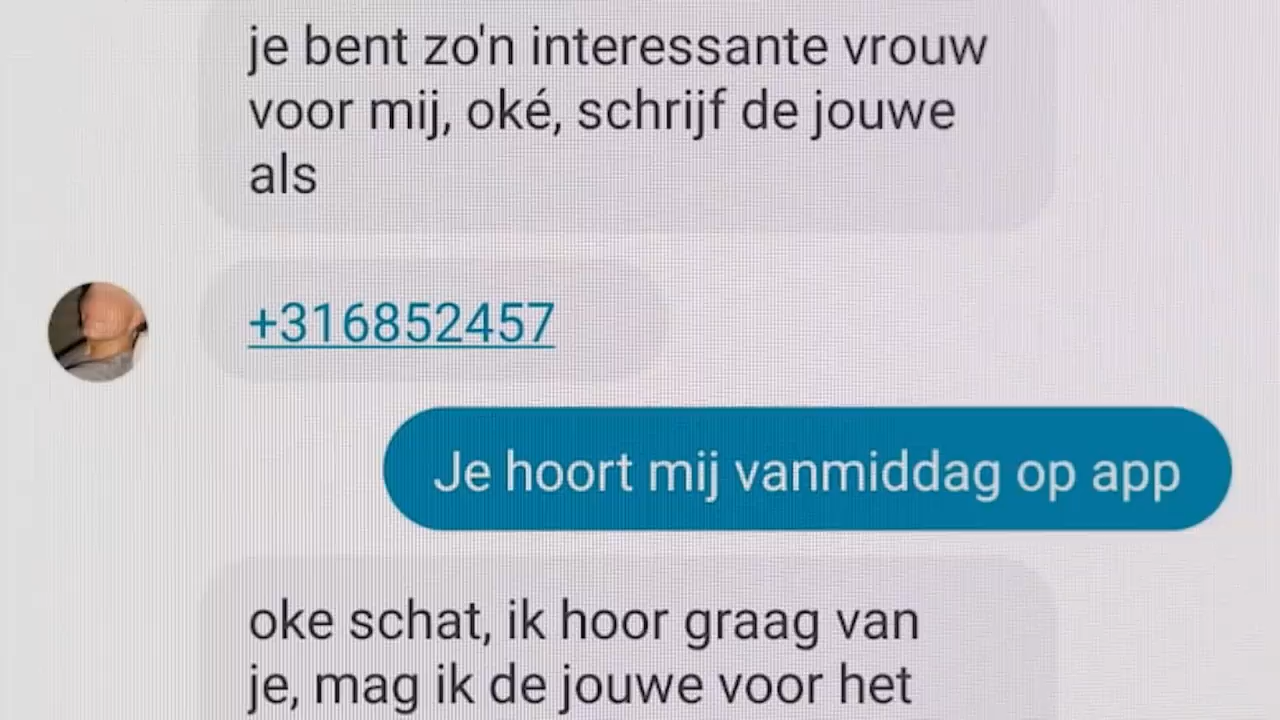 je bent zo'n interessante vrouw
voor mij, oké, schrijf de jouwe
als
+316852457
Je hoort mij vanmiddag op app
oke schat, ik hoor graag van
je, mag ik de jouwe voor het